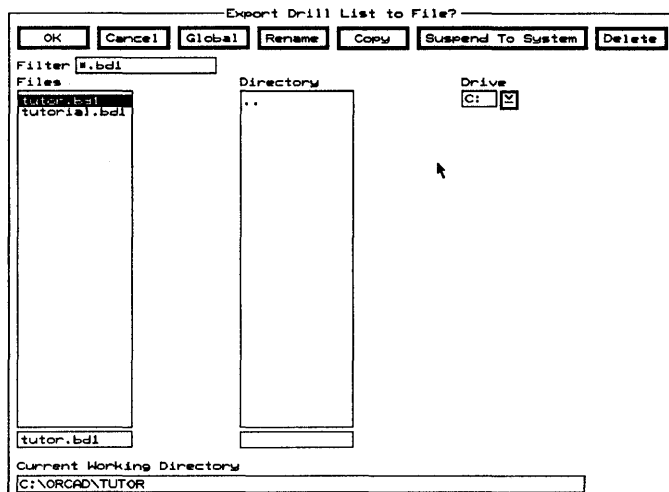 Export Drill List to File?
OK Cancel Global Rename Copy Suspend To System Delete
Filter *.bdl
Files Directory Drive
tutor.bdl .. C:
tutorial.bdl
tutor.bdl
Current Working Directory
C:\ORCAD\TUTOR